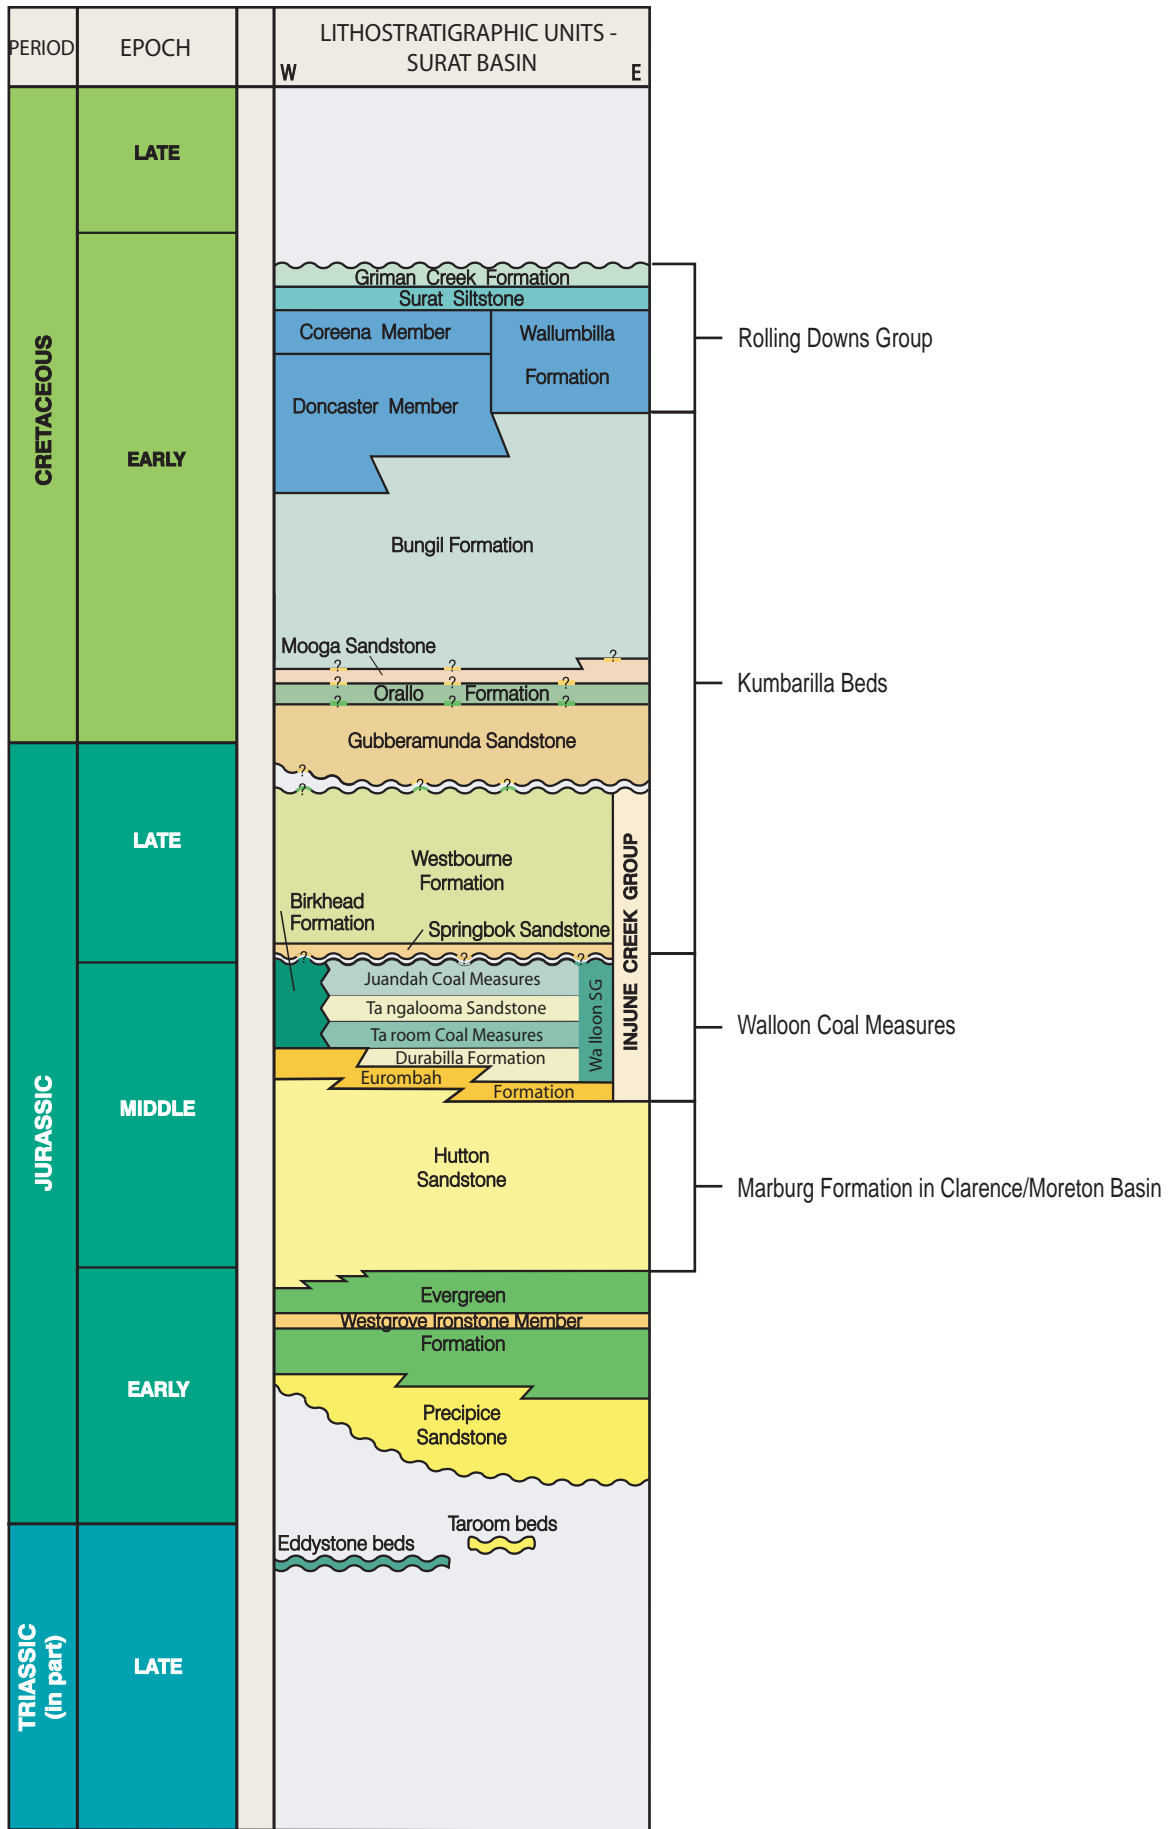 PERIOD
EPOCH
LITHOSTRATIGRAPHIC UNITS -
SURAT BASIN
W
E
CRETACEOUS
LATE
EARLY
Griman Creek Formation
Surat Siltstone
Coreena Member
Wallumbilla
Formation
Doncaster Member
Bungil Formation
Mooga Sandstone
?
?
?
?
?
?
Orallo Formation
?
?
?
Gubberamunda Sandstone
?
?
?
?
JURASSIC
LATE
MIDDLE
EARLY
Westbourne
Formation
Birkhead
Formation
Springbok Sandstone
?
?
?
Juandah Coal Measures
Ta ngalooma Sandstone
Ta room Coal Measures
Durabilla Formation
Eurombah
Formation
Wa lloon SG
INJUNE CREEK GROUP
Hutton
Sandstone
Evergreen
Westgrove Ironstone Member
Formation
Precipice
Sandstone
Taroom beds
Eddystone beds
TRIASSIC
(in part)
LATE
Rolling Downs Group
Kumbarilla Beds
Walloon Coal Measures
Marburg Formation in Clarence/Moreton Basin